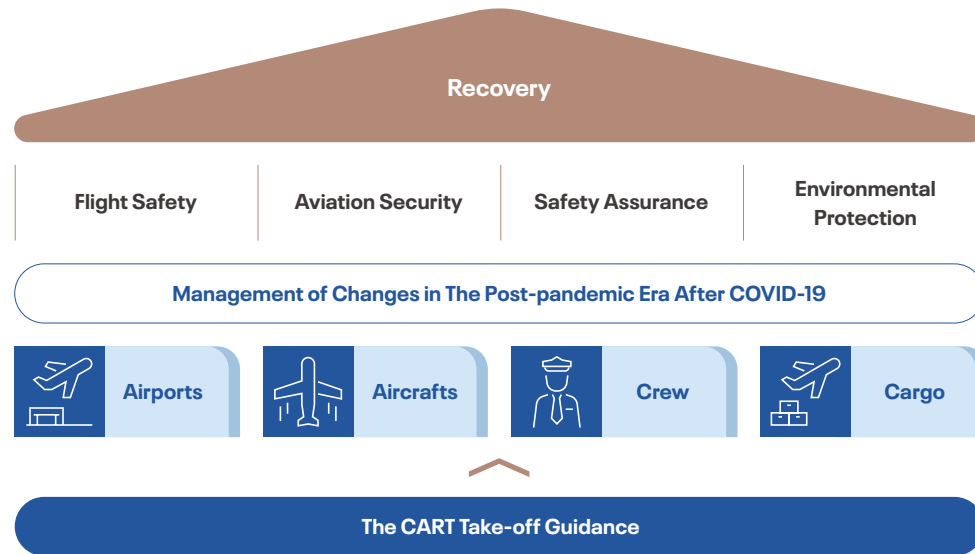 Recovery
Flight Safety
Aviation Security
Safety Assurance
Environmental
Protection
Management of Changes in The Post-pandemic Era After COVID-19
Airports
Aircrafts
Crew
Cargo
The CART Take-off Guidance